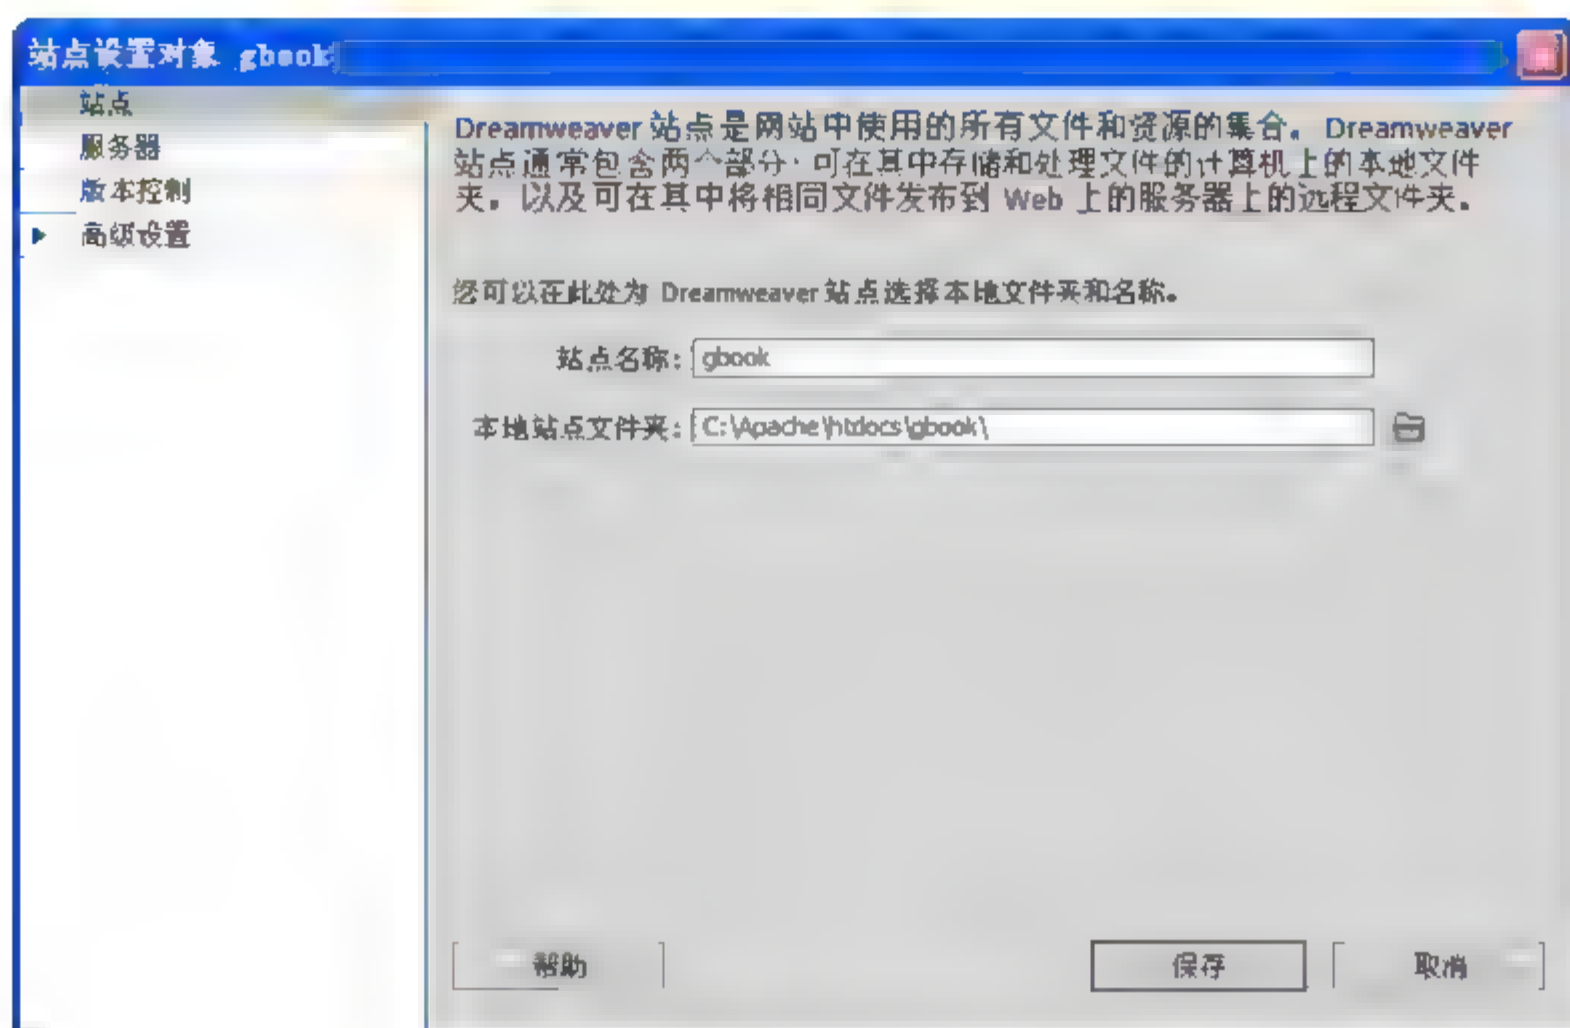 站点设置对象 gbook
站点
服务器
版本控制
高级设置
Dreamweaver 站点是网站中使用的所有文件和资源的集合。 Dreamweaver
站点通常包含两个部分：可在其中存储和处理文件的计算机上的本地文件
夹，以及可在其中将相同文件发布到 Web 上的服务器上的远程文件夹。
您可以在此处为 Dreamweaver 站点选择本地文件夹和名称。
站点名称: gbook
本地站点文件夹: C:\Apache\htdocs\gbook\
帮助 保存 取消